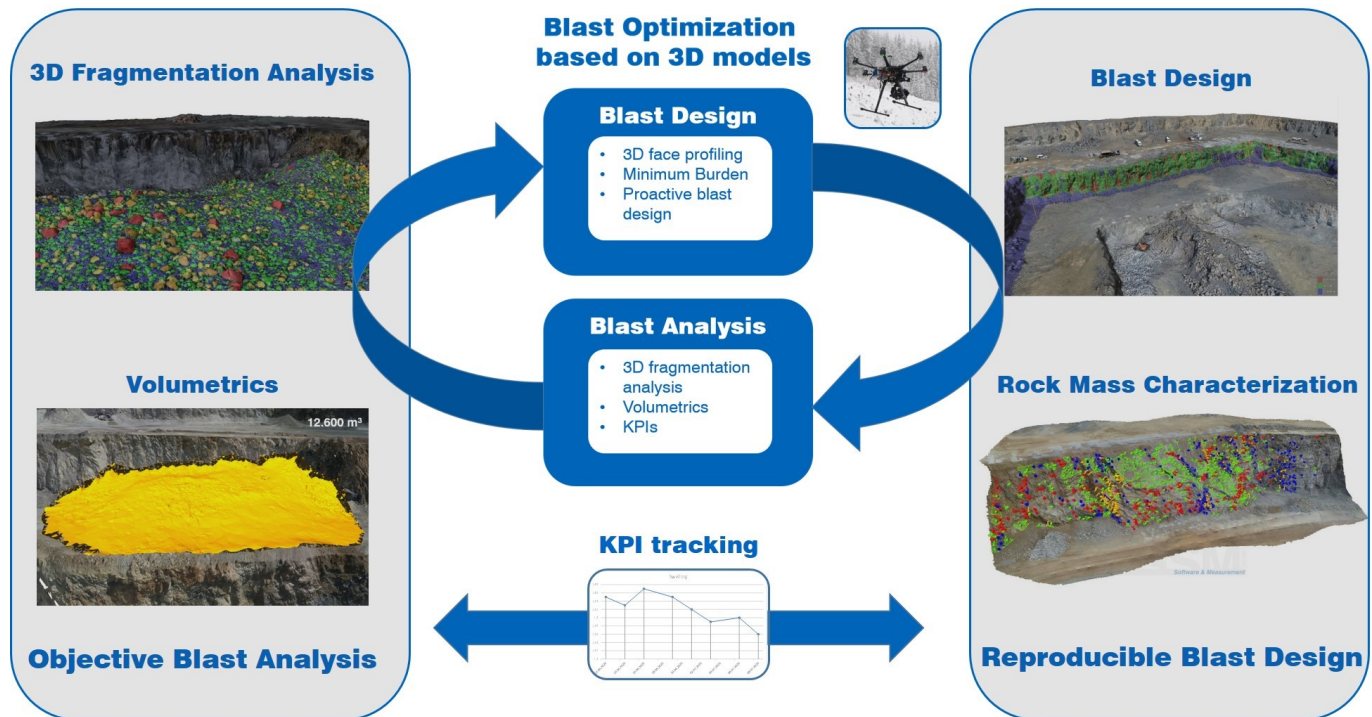 Blast Optimization
based on 3D models
3D Fragmentation Analysis
Volumetrics
12.600 m³
Objective Blast Analysis
Blast Design
• 3D face profiling
• Minimum Burden
• Proactive blast
design
Blast Analysis
• 3D fragmentation
analysis
• Volumetrics
• KPIs
KPI tracking
Blast Design
Rock Mass Characterization
Software & Measurement
Reproducible Blast Design